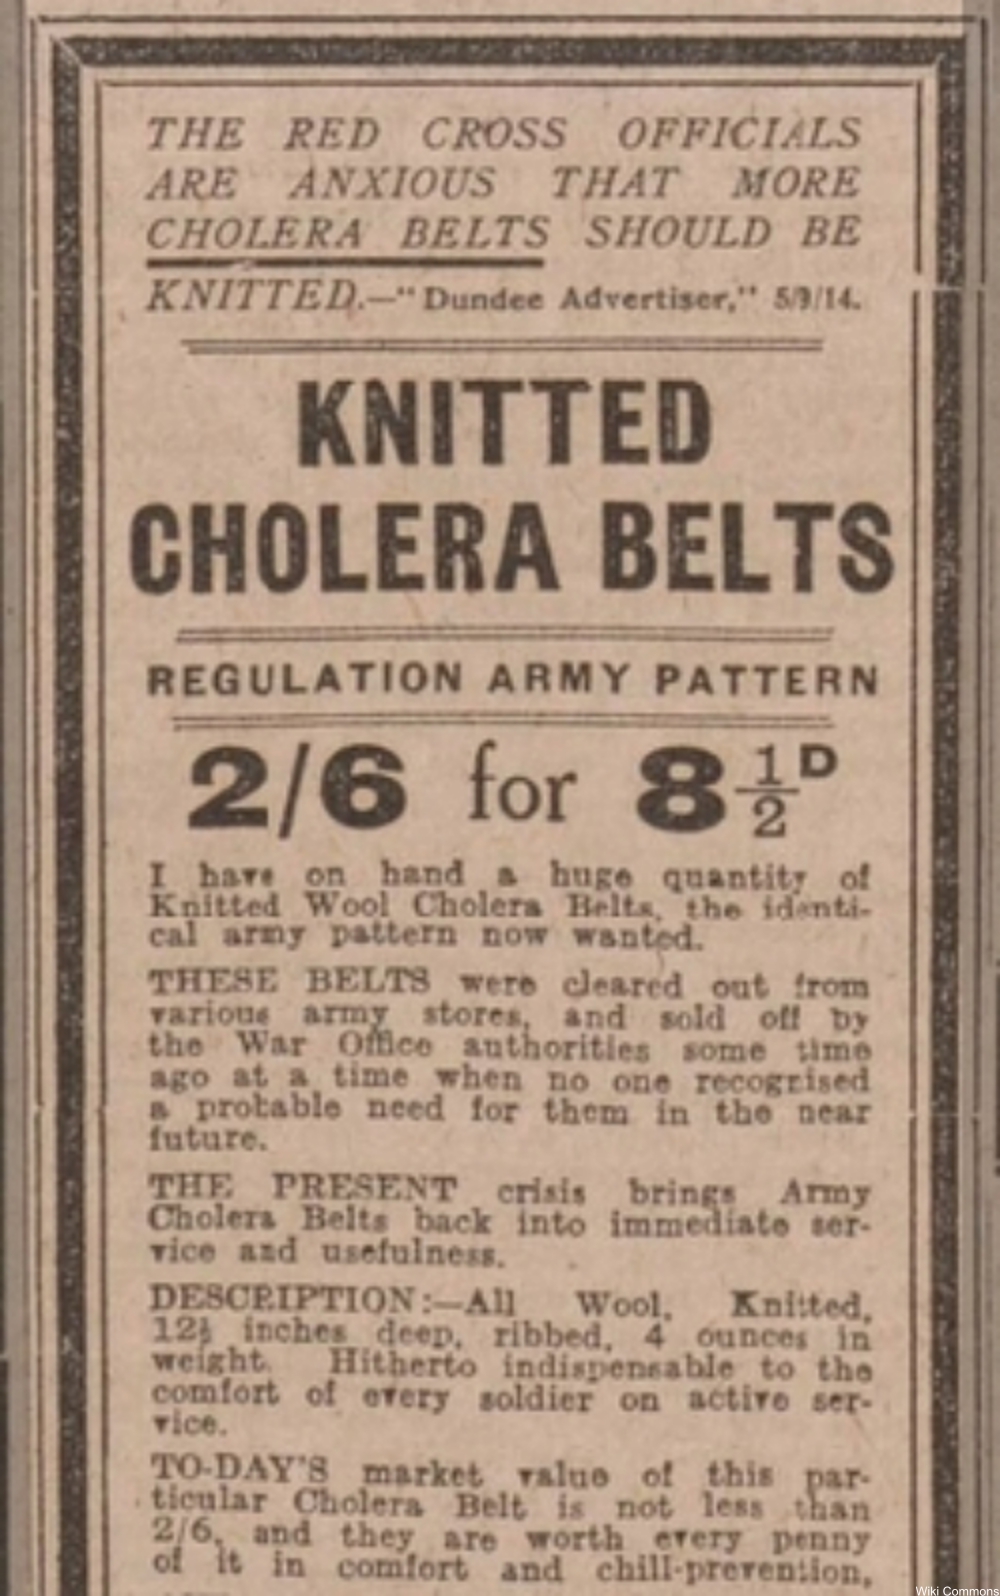 THE RED CROSS OFFICIALS
ARE ANXIOUS THAT MORE
CHOLERA BELTS SHOULD BE
KNITTED.—"Dundee Advertiser," 5/9/14.
KNITTED
CHOLERA BELTS
REGULATION ARMY PATTERN
2/6 for 8½D
I have on hand a huge quantity of
Knitted Wool Cholera Belts, the identi-
cal army pattern now wanted.
THESE BELTS were cleared out from
various army stores, and sold off by
the War Office authorities some time
ago at a time when no one recognised
a probable need for them in the near
future.
THE PRESENT crisis brings Army
Cholera Belts back into immediate ser-
vice and usefulness.
DESCRIPTION:—All Wool, Knitted,
12½ inches deep, ribbed, 4 ounces in
weight. Hitherto indispensable to the
comfort of every soldier on active ser-
vice.
TO-DAY'S market value of this par-
ticular Cholera Belt is not less than
2/6, and they are worth every penny
of it in comfort and chill-prevention,
Wiki Commons